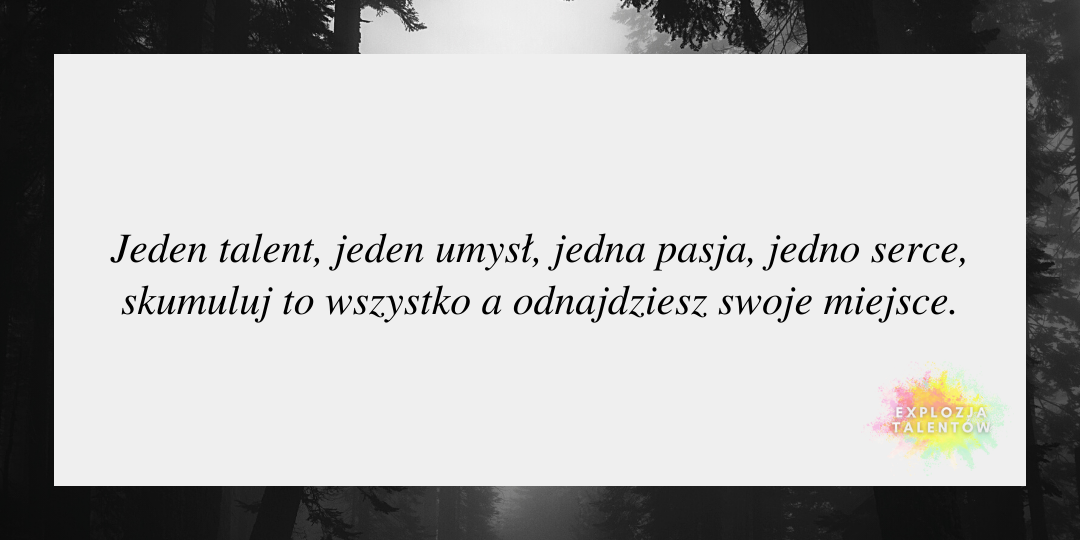 Jeden talent, jeden umysł, jedna pasja, jedno serce,
skumuluj to wszystko a odnajdziesz swoje miejsce.
EXPLOZJA
TALENTÓW